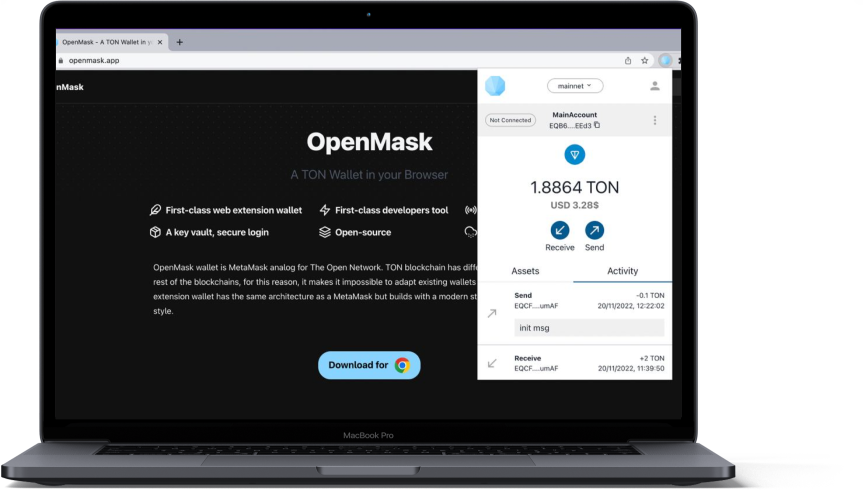 OpenMask - A TON Wallet in y
openmask.app
nMask
OpenMask
A TON Wallet in your Browser
First-class web extension wallet
First-class developers tool
A key vault, secure login
Open-source
OpenMask wallet is MetaMask analog for The Open Network. TON blockchain has diffe
rest of the blockchains, for this reason, it makes it impossible to adapt existing wallets
extension wallet has the same architecture as a MetaMask but builds with a modern st
style.
Download for
mainnet
Not Connected
MainAccount
EQB6....EEd3
1.8864 TON
USD 3.28$
Receive
Send
Assets
Activity
Send
-0.1 TON
EQCF....umAF
20/11/2022, 12:22:02
init msg
Receive
+2 TON
EQCF....umAF
20/11/2022, 11:39:50
MacBook Pro